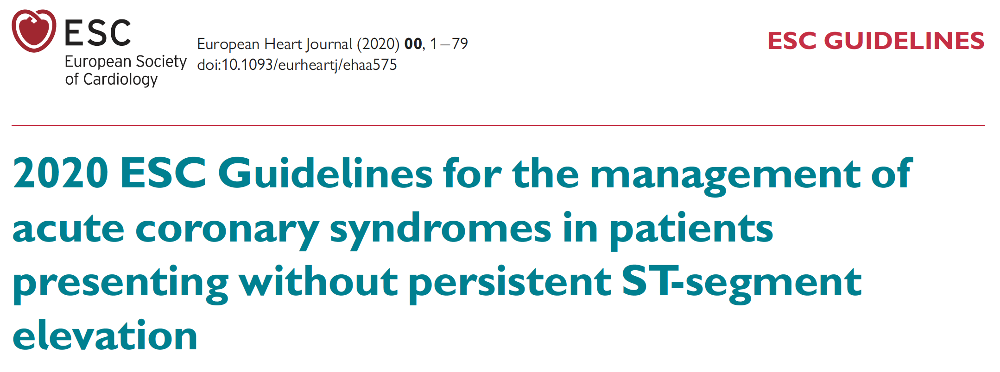 ESC
European Society
of Cardiology
European Heart Journal (2020) 00, 1–79
doi:10.1093/eurheartj/ehaa575
ESC GUIDELINES
2020 ESC Guidelines for the management of
acute coronary syndromes in patients
presenting without persistent ST-segment
elevation